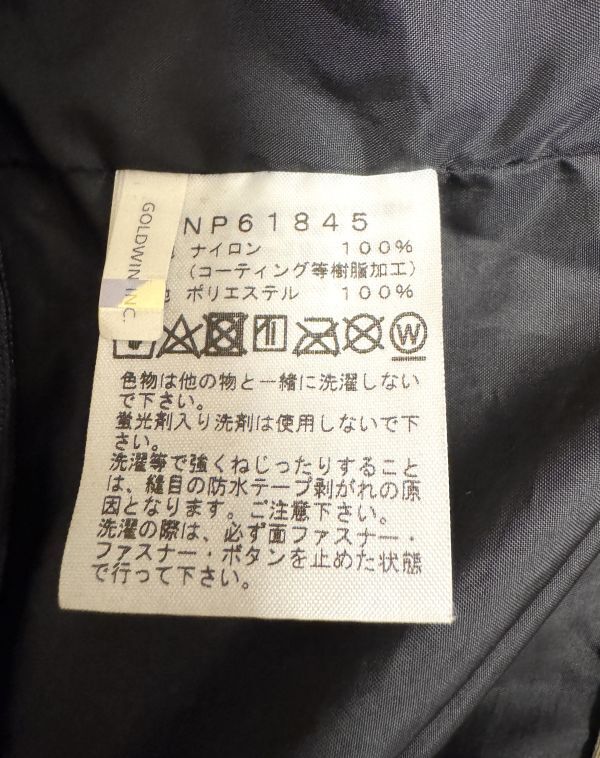 GOLDWIN INC.
NP61845
ナイロン 100%
(コーティング等樹脂加工)
ポリエステル 100%
W
色物は他の物と一緒に洗濯しない
で下さい。
蛍光剤入り洗剤は使用しないで下
さい。
洗濯等で強くねじったりすること
は、縫目の防水テープ剥がれの原
因となります。ご注意下さい。
洗濯の際は、必ず面ファスナー・
ファスナー・ボタンを止めた状態
で行って下さい。